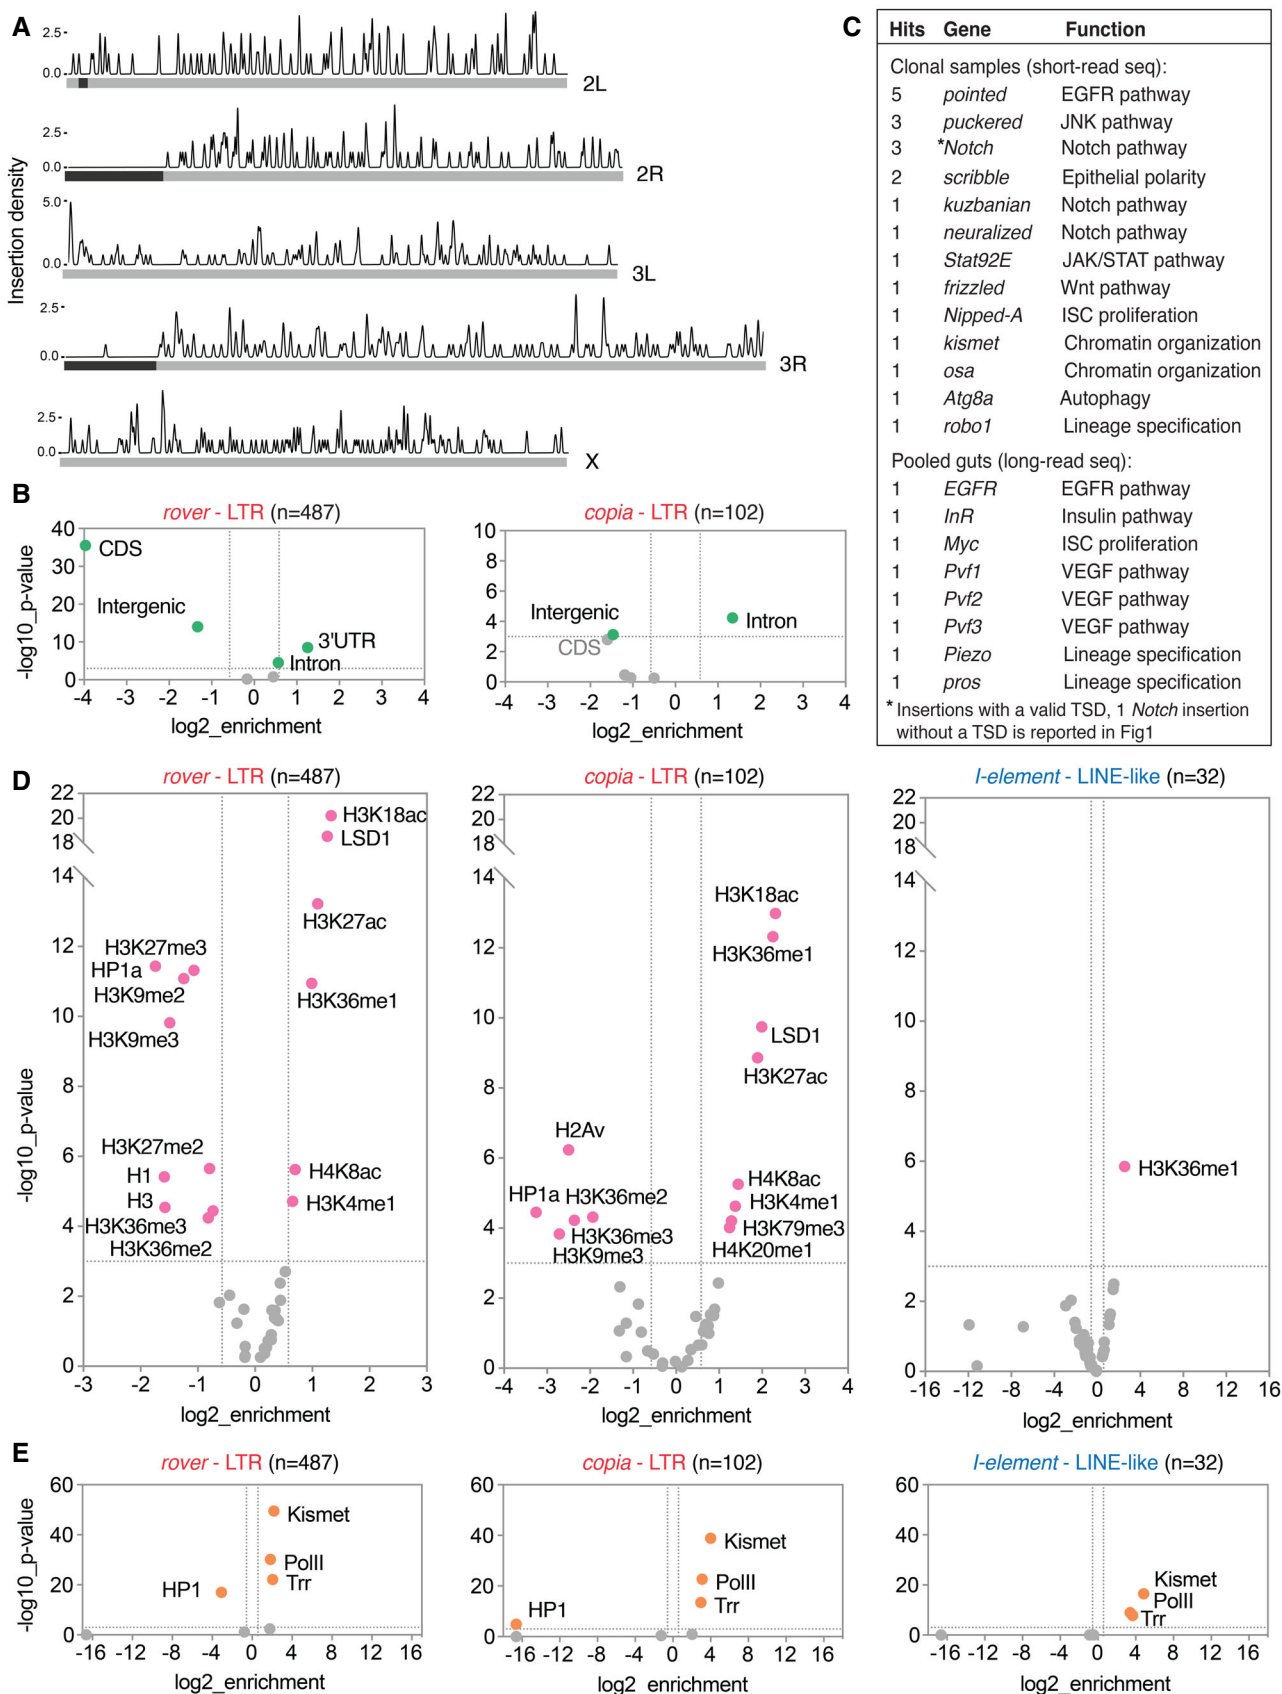 A
Insertion density
2.5
0.0
2L
2.5
0.0
2R
5.0
0.0
3L
2.5
0.0
3R
2.5
0.0
X
B
rover - LTR (n=487)
-log10_p-value
40
30
20
10
0
CDS
Intergenic
3'UTR
Intron
-4 -3 -2 -1 0 1 2 3 4
log2_enrichment
copia - LTR (n=102)
10
8
6
4
2
0
Intergenic
CDS
Intron
-4 -3 -2 -1 0 1 2 3 4
log2_enrichment
C
Hits Gene Function
Clonal samples (short-read seq):
5 pointed EGFR pathway
3 puckered JNK pathway
3 *Notch Notch pathway
2 scribble Epithelial polarity
1 kuzbanian Notch pathway
1 neuralized Notch pathway
1 Stat92E JAK/STAT pathway
1 frizzled Wnt pathway
1 Nipped-A ISC proliferation
1 kismet Chromatin organization
1 osa Chromatin organization
1 Atg8a Autophagy
1 robo1 Lineage specification
Pooled guts (long-read seq):
1 EGFR EGFR pathway
1 InR Insulin pathway
1 Myc ISC proliferation
1 Pvf1 VEGF pathway
1 Pvf2 VEGF pathway
1 Pvf3 VEGF pathway
1 Piezo Lineage specification
1 pros Lineage specification
* Insertions with a valid TSD, 1 Notch insertion
without a TSD is reported in Fig1
D
rover - LTR (n=487)
-log10_p-value
22
20
18
14
12
10
8
6
4
2
0
H3K18ac
LSD1
H3K27ac
H3K27me3
HP1a
H3K9me2
H3K36me1
H3K9me3
H3K27me2
H1
H4K8ac
H3
H3K4me1
H3K36me3
H3K36me2
-3 -2 -1 0 1 2 3
log2_enrichment
copia - LTR (n=102)
22
20
18
14
12
10
8
6
4
2
0
H3K18ac
H3K36me1
LSD1
H3K27ac
H2Av
H4K8ac
HP1a H3K36me2
H3K4me1
H3K36me3
H3K79me3
H3K9me3
H4K20me1
-4 -3 -2 -1 0 1 2 3 4
log2_enrichment
I-element - LINE-like (n=32)
22
20
18
14
12
10
8
6
4
2
0
H3K36me1
-16 -12 -8 -4 0 4 8 12 16
log2_enrichment
E
rover - LTR (n=487)
-log10_p-value
60
40
20
0
Kismet
PolII
Trr
HP1
-16 -12 -8 -4 0 4 8 12 16
log2_enrichment
copia - LTR (n=102)
60
40
20
0
Kismet
PolII
Trr
HP1
-16 -12 -8 -4 0 4 8 12 16
log2_enrichment
I-element - LINE-like (n=32)
60
40
20
0
Kismet
PolII
Trr
-16 -12 -8 -4 0 4 8 12 16
log2_enrichment